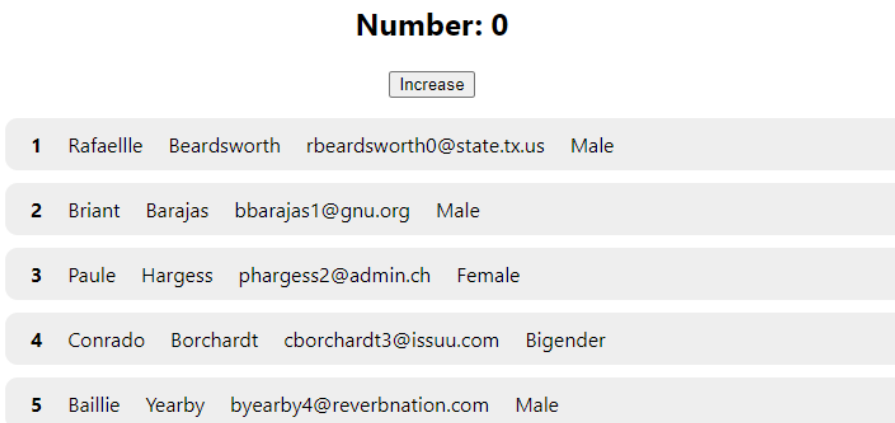 Number: 0
Increase
1 Rafaellle Beardsworth rbeardsworth0@state.tx.us Male
2 Briant Barajas bbarajas1@gnu.org Male
3 Paule Hargess phargess2@admin.ch Female
4 Conrado Borchardt cborchardt3@issuu.com Bigender
5 Baillie Yearby byearby4@reverbnation.com Male